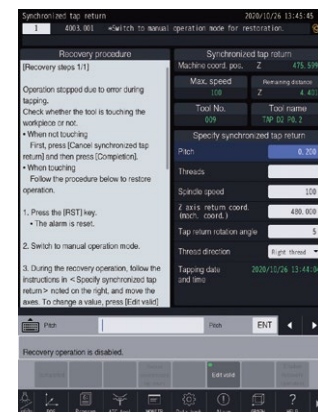 Synchronized tap return
2020/10/26 13:45:45
1 4003.001 *Switch to manual operation mode for restoration.
Recovery procedure
[Recovery steps 1/1]
Operation stopped due to error during
tapping.
Check whether the tool is touching the
workpiece or not.
• When not touching
First, press [Cancel synchronized tap
return] and then press [Completion].
• When touching
Follow the procedure below to restore
operation.
1. Press the [RST] key.
• The alarm is reset.
2. Switch to manual operation mode.
3. During the recovery operation, follow the
instructions in < Specify synchronized tap
return > noted on the right, and move the
axes. To change a value, press [Edit valid]
Synchronized tap return
Machine coord. pos. Z 475.599
Max. speed
100
Remaining distance
Z 4.401
Tool No.
009
Tool name
TAP D2 P0.2
Specify synchronized tap return
Pitch 0.200
Threads
Spindle speed 100
Z axis return coord.
(mach. coord.) 480.000
Tap return rotation angle 5
Thread direction Right thread
Tapping date
and time
2020/10/26 13:44:0
Pitch Pitch ENT
Recovery operation is disabled.
Edit valid